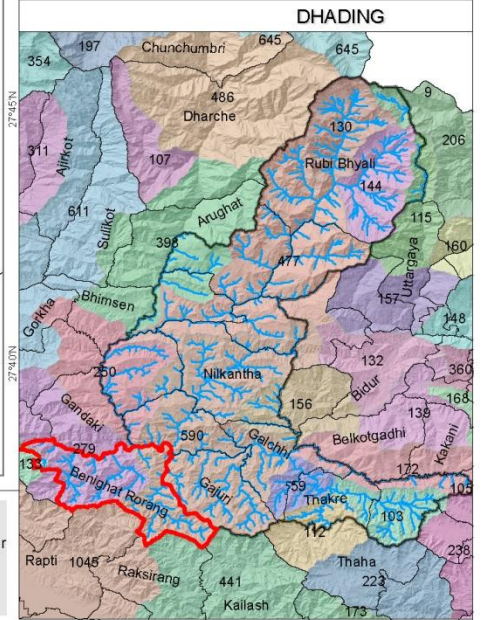 DHADING
27°45'N
27°40'N
354
197
Chunchumbri
645
645
486
Dharche
9
130
206
311
Ajirkot
107
Rubi Bhyali
144
611
Sulikot
Arughat
115
398
477
Uttargaya
160
Bhimsen
157
148
Gorkha
132
250
Nilkantha
Bidur
360
168
156
139
Gandaki
590
Galchhi
Belkotgadhi
Kakani
279
133
172
105
Benighat Rorang
Gajuri
559
Thakre
103
112
238
Rapti
1045
Raksirang
441
Thaha
223
Kailash
173
r